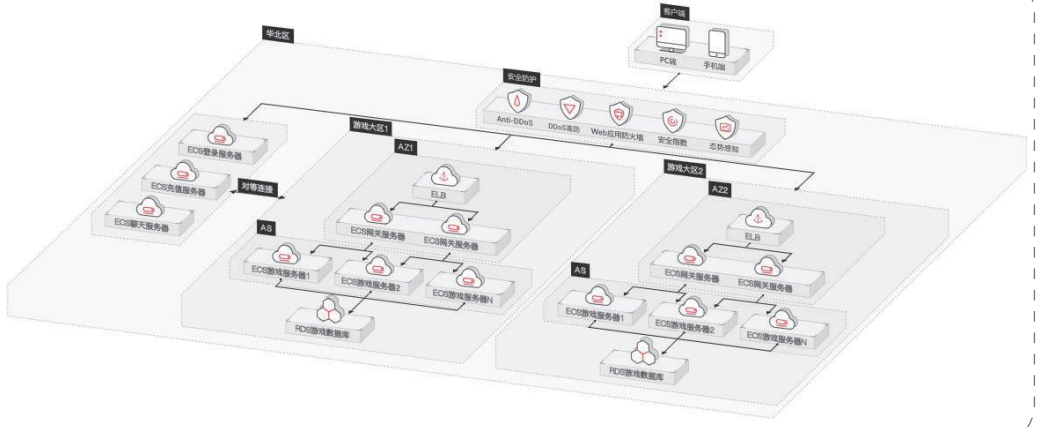 客户端
PC端
手机端
华北区
安全防护
Anti-DDoS
DDoS高防
Web应用防火墙
安全指数
态势感知
ECS登录服务器
ECS充值服务器
ECS聊天服务器
对等连接
游戏大区1
AZ1
ELB
ECS网关服务器
ECS网关服务器
AS
ECS游戏服务器1
ECS游戏服务器2
ECS游戏服务器N
RDS游戏数据库
游戏大区2
AZ2
ELB
ECS网关服务器
ECS网关服务器
AS
ECS游戏服务器1
ECS游戏服务器2
ECS游戏服务器N
RDS游戏数据库